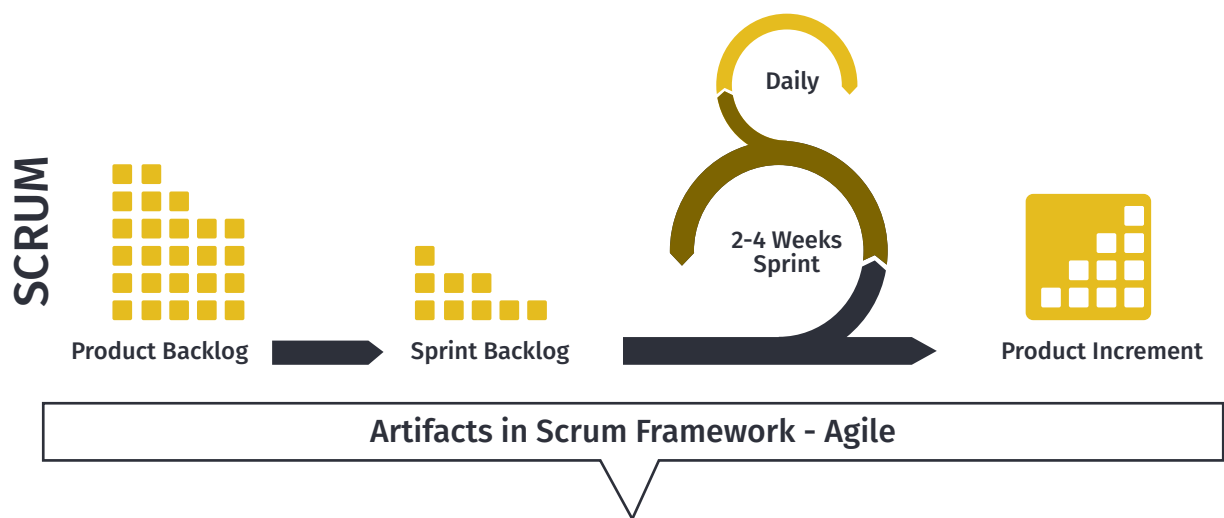 SCRUM
Daily
2-4 Weeks
Sprint
Product Backlog
Sprint Backlog
Product Increment
Artifacts in Scrum Framework - Agile